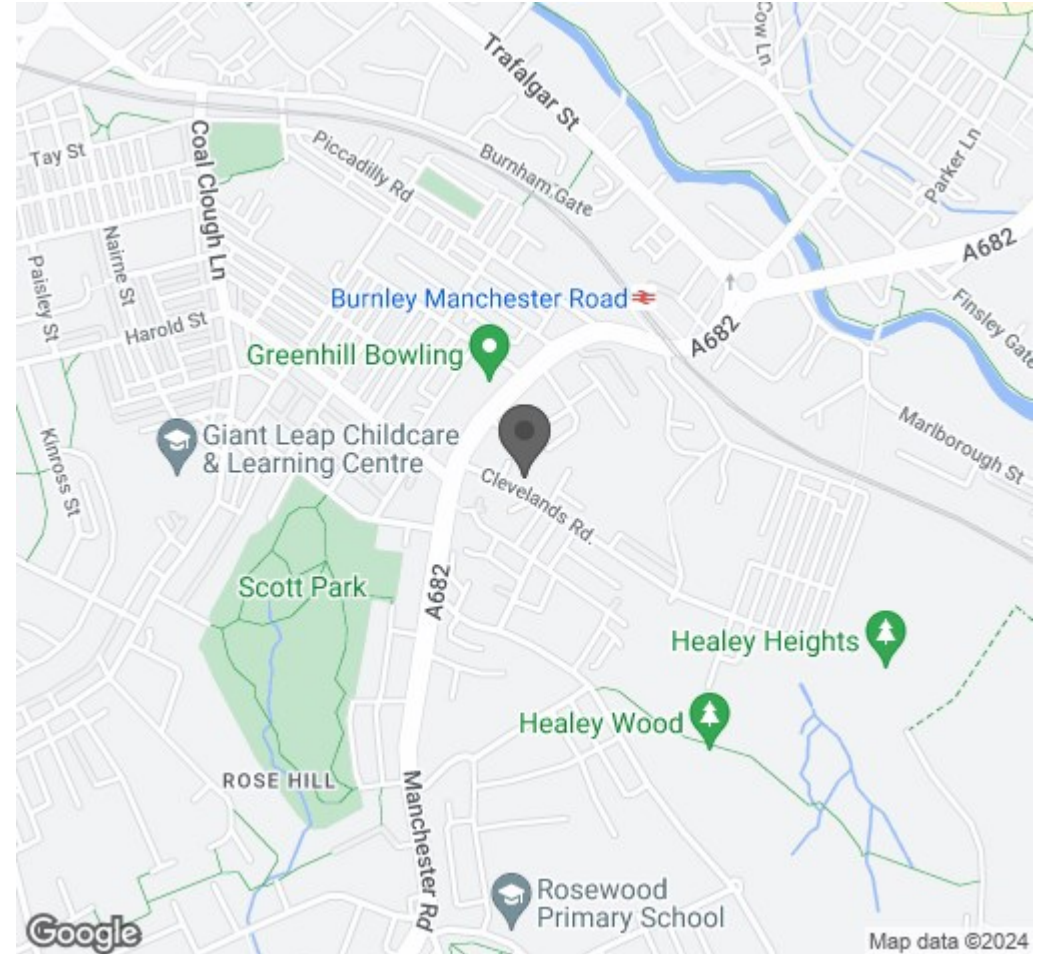 Trafalgar St
Cow Ln
Coal Clough Ln
Tay St
Piccadilly Rd
Burnham Gate
Parker Ln
Nairne St
Paisley St
A682
Burnley Manchester Road
Finsley Gate
Harold St
A682
Greenhill Bowling
Marlborough St
Kinross St
Giant Leap Childcare
& Learning Centre
Clevelands Rd.
Scott Park
A682
Healey Heights
Healey Wood
ROSE HILL
Manchester Rd
Rosewood
Primary School
Google
Map data ©2024